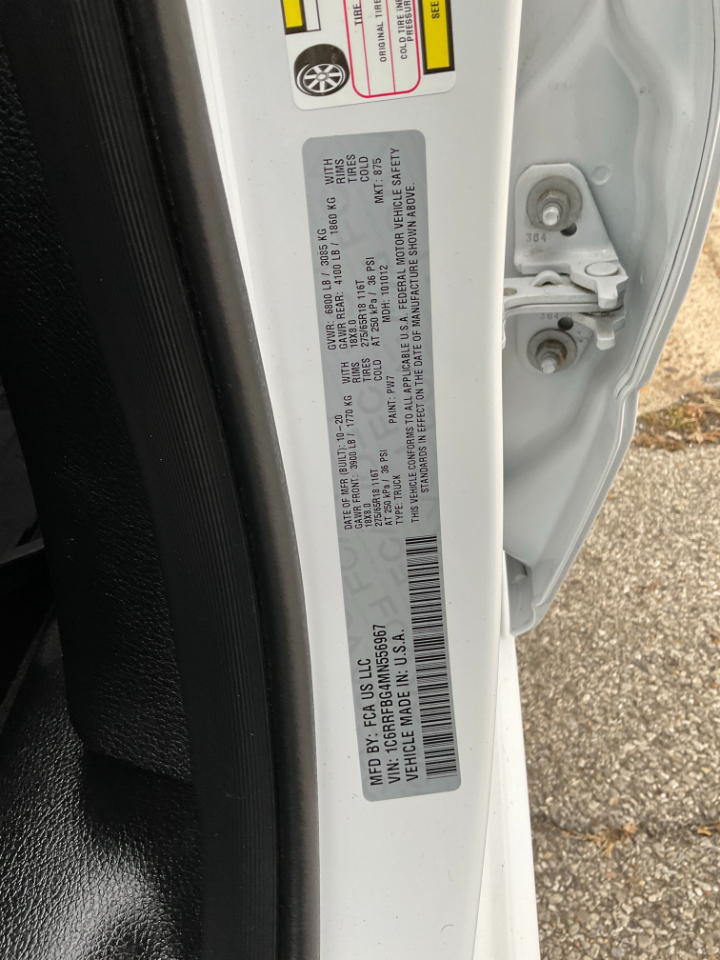 TIRE
ORIGINAL TIRE
COLD TIRE
PRESSURE
SEE
MFD BY: FCA US LLC
VIN: 1C6RRFBG4MN556967
VEHICLE MADE IN: U.S.A.
DATE OF MFR (BUILT): 10-20
GAWR FRONT: 3900 LB / 1770 KG WITH
18X8.0 RIMS
275/65R18 116T TIRES
AT 250 kPa / 36 PSI COLD
TYPE: TRUCK PAINT: PW7
GVWR: 6800 LB / 3085 KG
GAWR REAR: 4100 LB / 1860 KG WITH
18X8.0 RIMS
275/65R18 116T TIRES
AT 250 kPa / 36 PSI COLD
MDH: 101012 MKT: 875
THIS VEHICLE CONFORMS TO ALL APPLICABLE U.S.A. FEDERAL MOTOR VEHICLE SAFETY
STANDARDS IN EFFECT ON THE DATE OF MANUFACTURE SHOWN ABOVE.
364
364